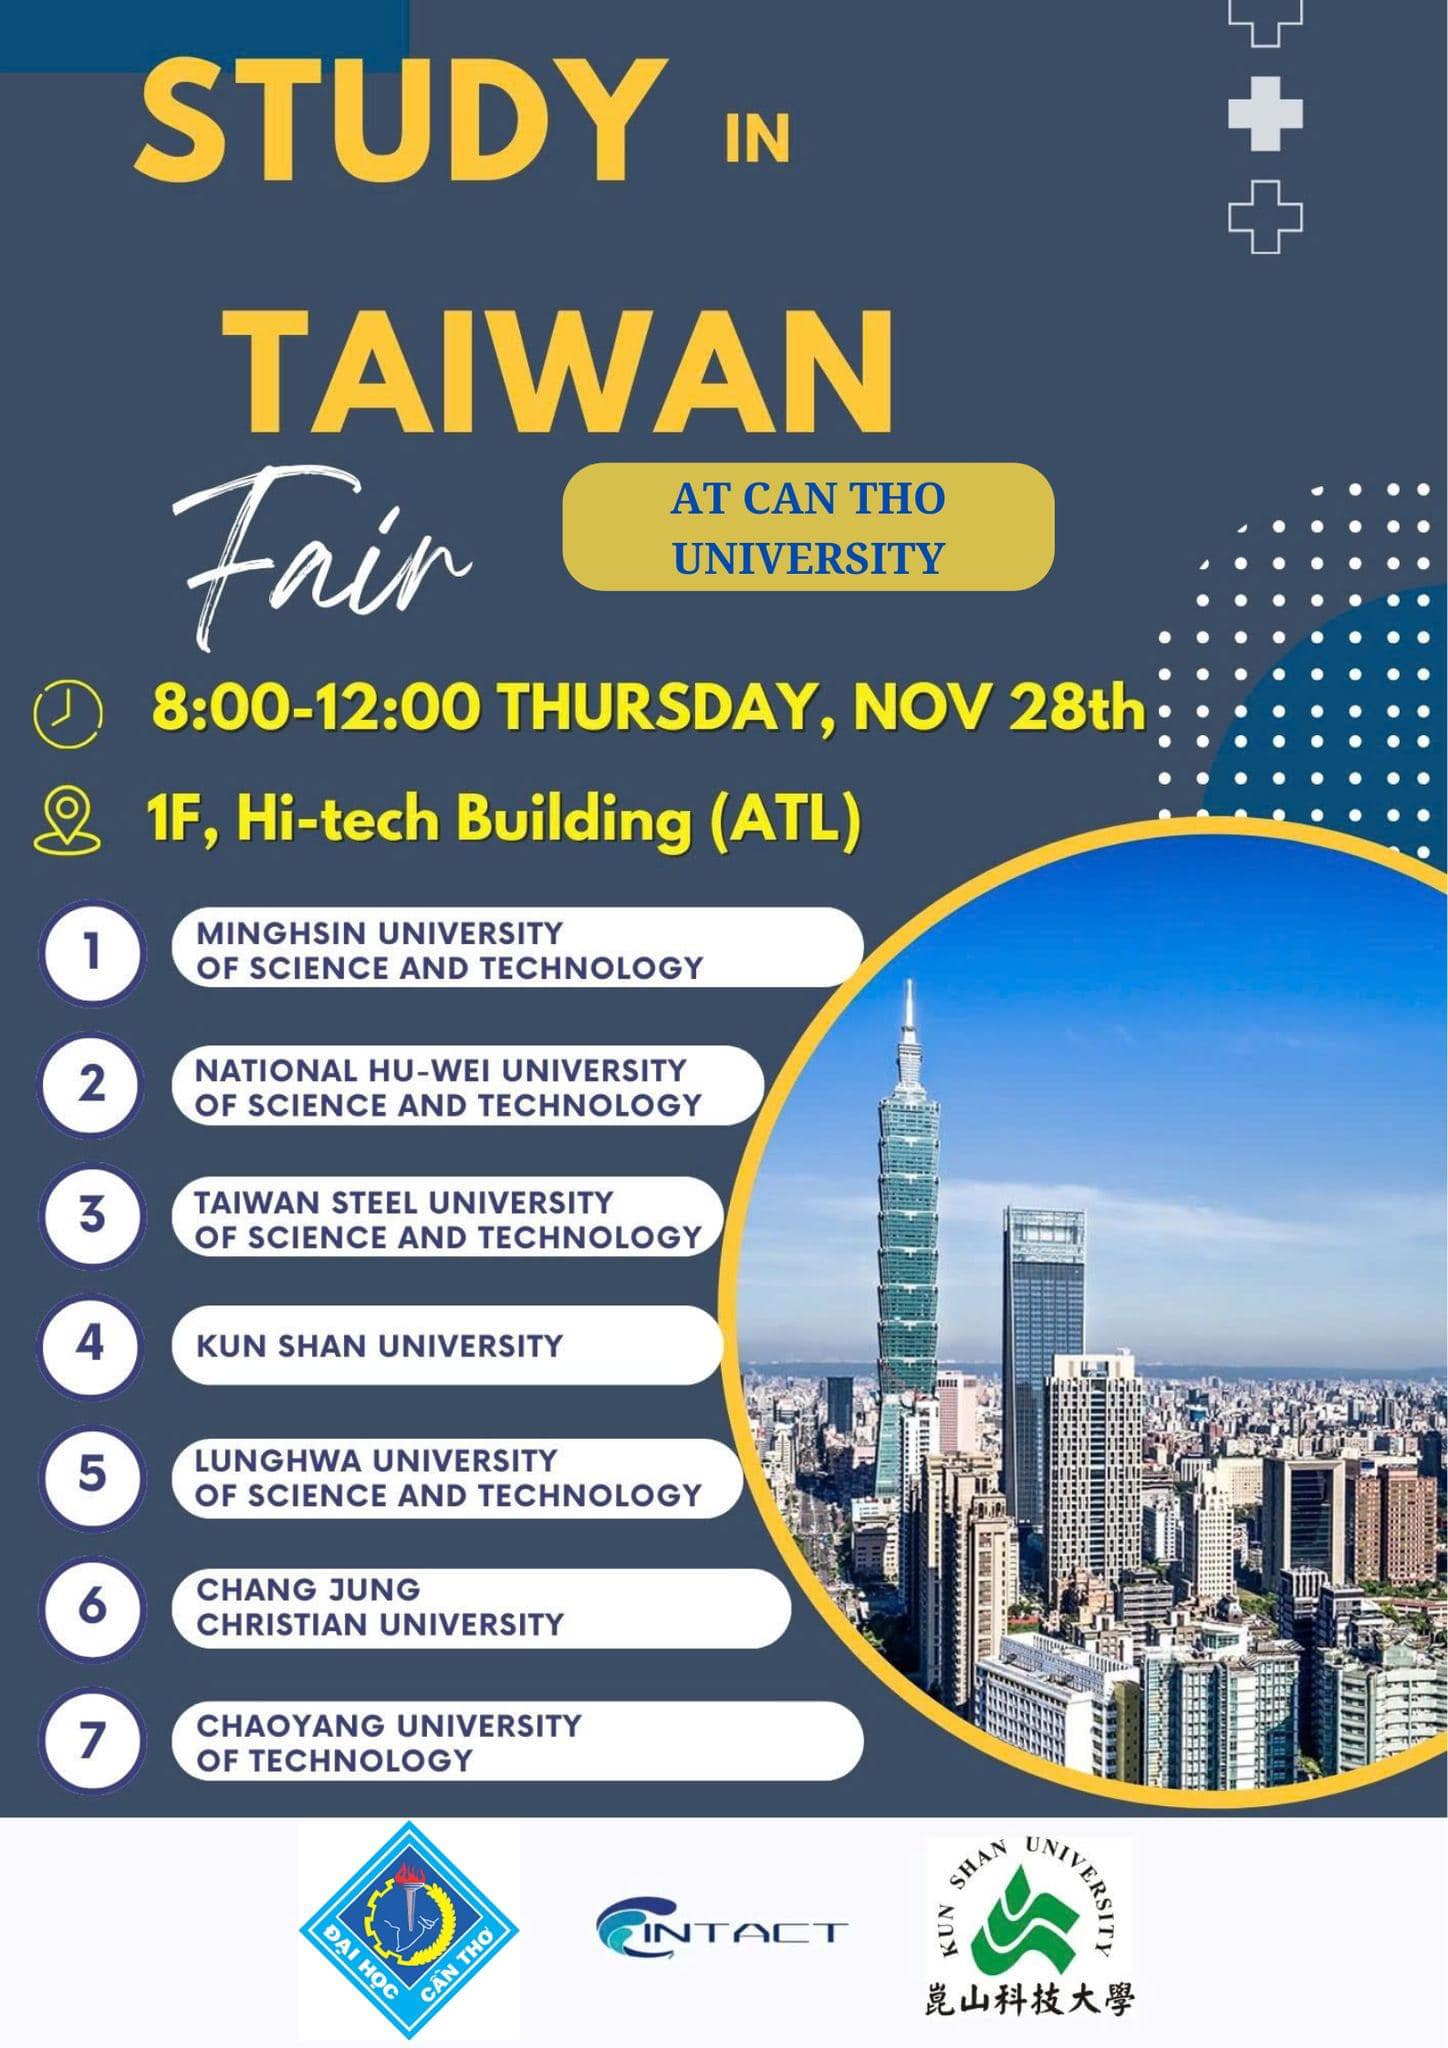 STUDY IN
TAIWAN
Fair
AT CAN THO
UNIVERSITY
8:00-12:00 THURSDAY, NOV 28th
1F, Hi-tech Building (ATL)
1
MINGHSIN UNIVERSITY
OF SCIENCE AND TECHNOLOGY
2
NATIONAL HU-WEI UNIVERSITY
OF SCIENCE AND TECHNOLOGY
3
TAIWAN STEEL UNIVERSITY
OF SCIENCE AND TECHNOLOGY
4
KUN SHAN UNIVERSITY
5
LUNGHWA UNIVERSITY
OF SCIENCE AND TECHNOLOGY
6
CHANG JUNG
CHRISTIAN UNIVERSITY
7
CHAOYANG UNIVERSITY
OF TECHNOLOGY
ĐẠI HỌC CẦN THƠ
INTACT
KUN SHAN UNIVERSITY
崑山科技大學